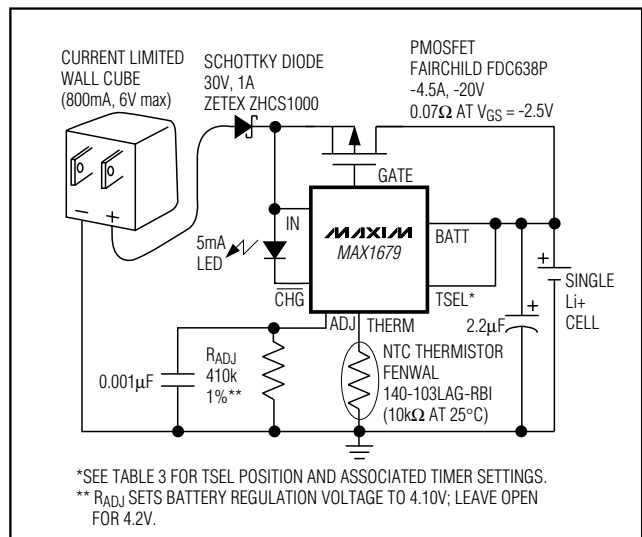 CURRENT LIMITED
WALL CUBE
(800mA, 6V max)
SCHOTTKY DIODE
30V, 1A
ZETEX ZHCS1000
PMOSFET
FAIRCHILD FDC638P
-4.5A, -20V
0.07Ω AT VGS = -2.5V
GATE
IN
MAXIM
MAX1679
BATT
5mA
LED
CHG
TSEL*
ADJ
THERM
SINGLE
Li+
CELL
2.2µF
0.001µF
RADJ
410k
1%**
NTC THERMISTOR
FENWAL
140-103LAG-RBI
(10kΩ AT 25°C)
– +
+
+
*SEE TABLE 3 FOR TSEL POSITION AND ASSOCIATED TIMER SETTINGS.
** RADJ SETS BATTERY REGULATION VOLTAGE TO 4.10V; LEAVE OPEN
FOR 4.2V.